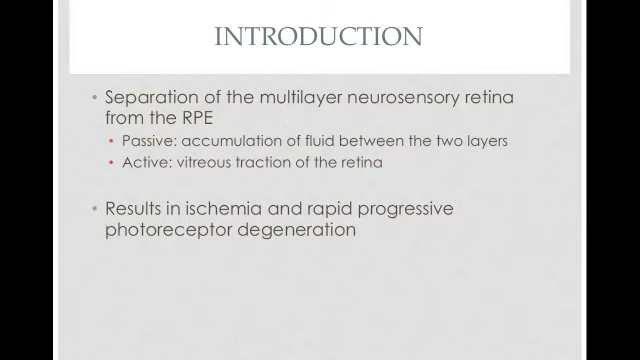 INTRODUCTION
• Separation of the multilayer neurosensory retina
from the RPE
• Passive: accumulation of fluid between the two layers
• Active: vitreous traction of the retina
• Results in ischemia and rapid progressive
photoreceptor degeneration